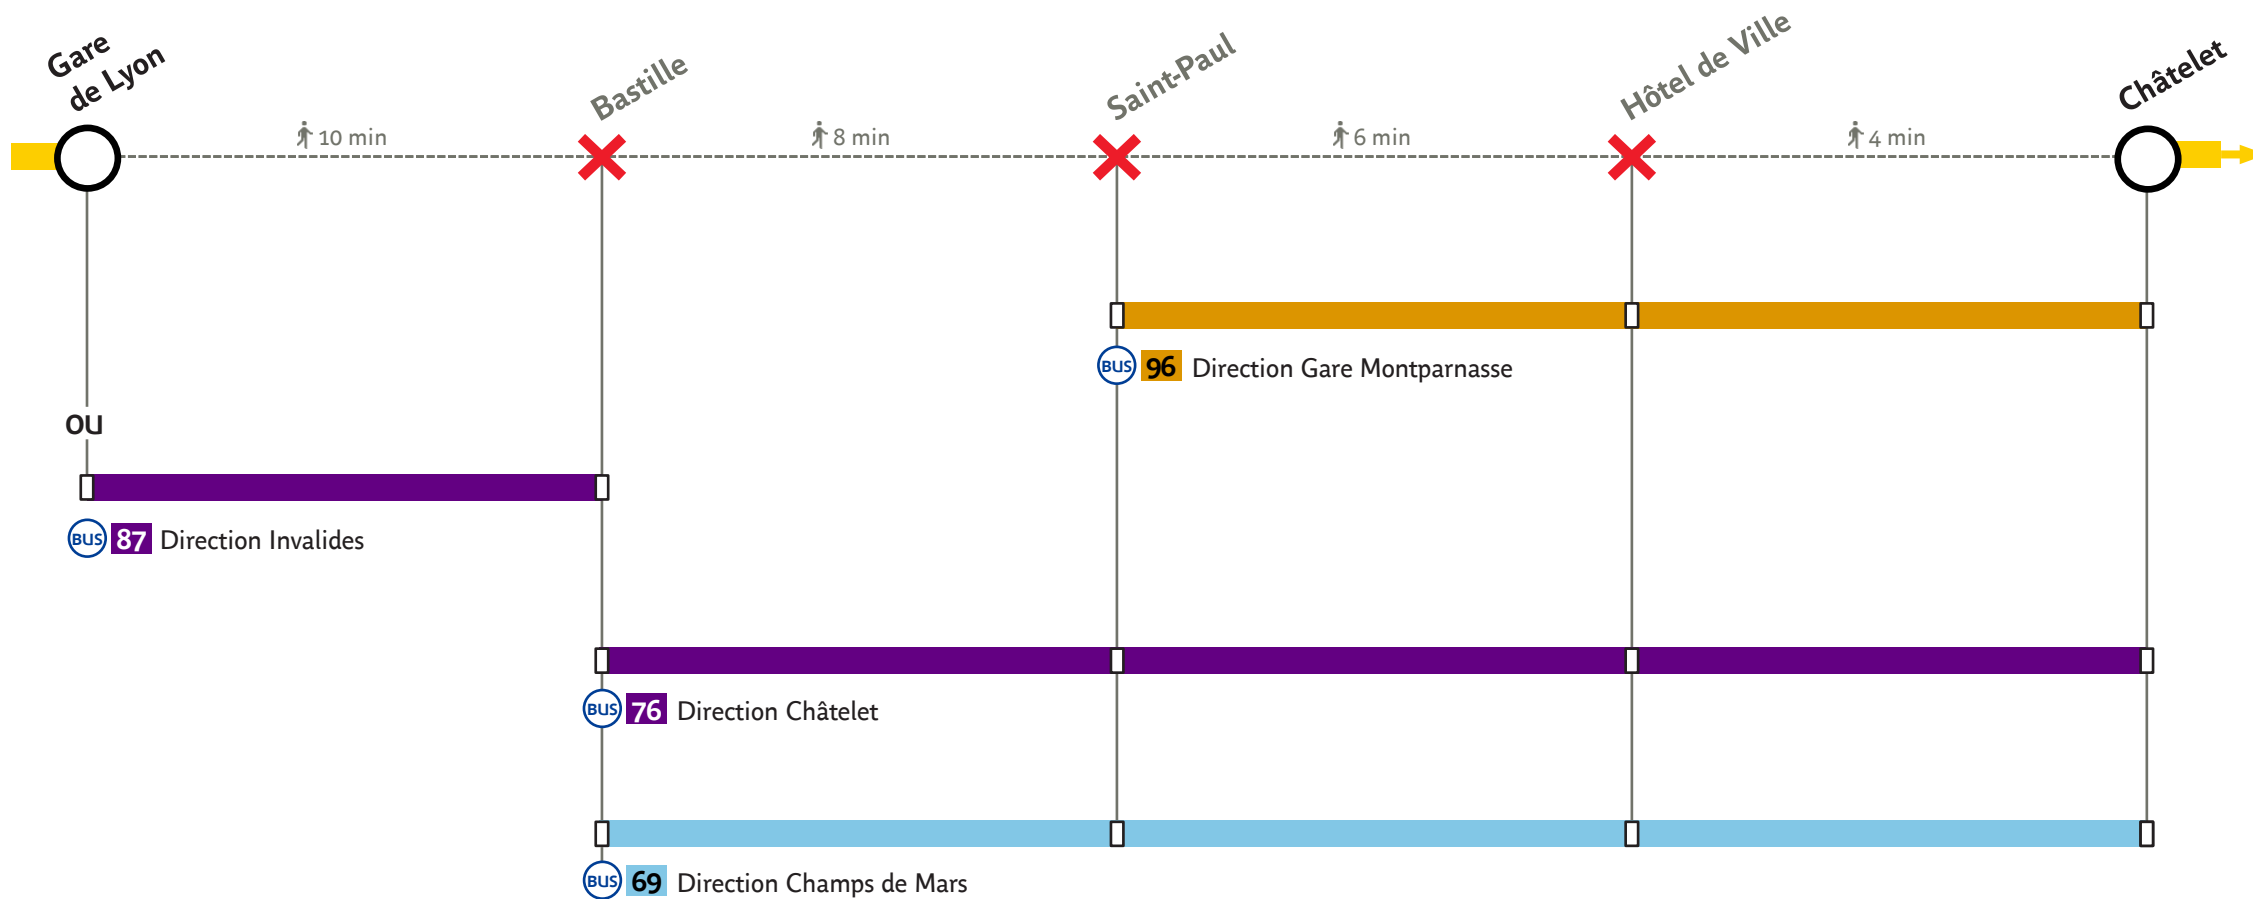 Gare
de Lyon
Bastille
Saint-Paul
Hôtel de Ville
Châtelet
10 min
8 min
6 min
4 min
BUS 96 Direction Gare Montparnasse
ou
BUS 87 Direction Invalides
BUS 76 Direction Châtelet
BUS 69 Direction Champs de Mars